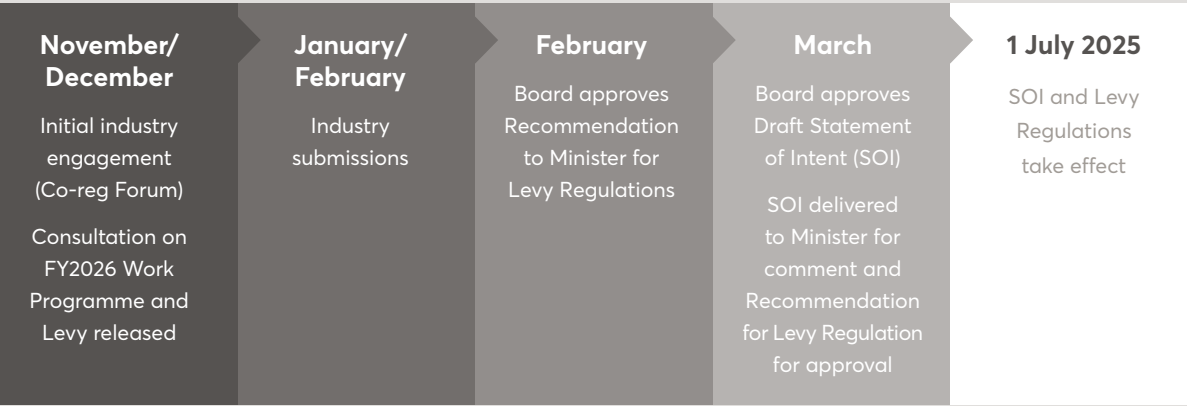 November/
December
Initial industry
engagement
(Co-reg Forum)
Consultation on
FY2026 Work
Programme and
Levy released
January/
February
Industry
submissions
February
Board approves
Recommendation
to Minister for
Levy Regulations
March
Board approves
Draft Statement
of Intent (SOI)
SOI delivered
to Minister for
comment and
Recommendation
for Levy Regulation
for approval
1 July 2025
SOI and Levy
Regulations
take effect